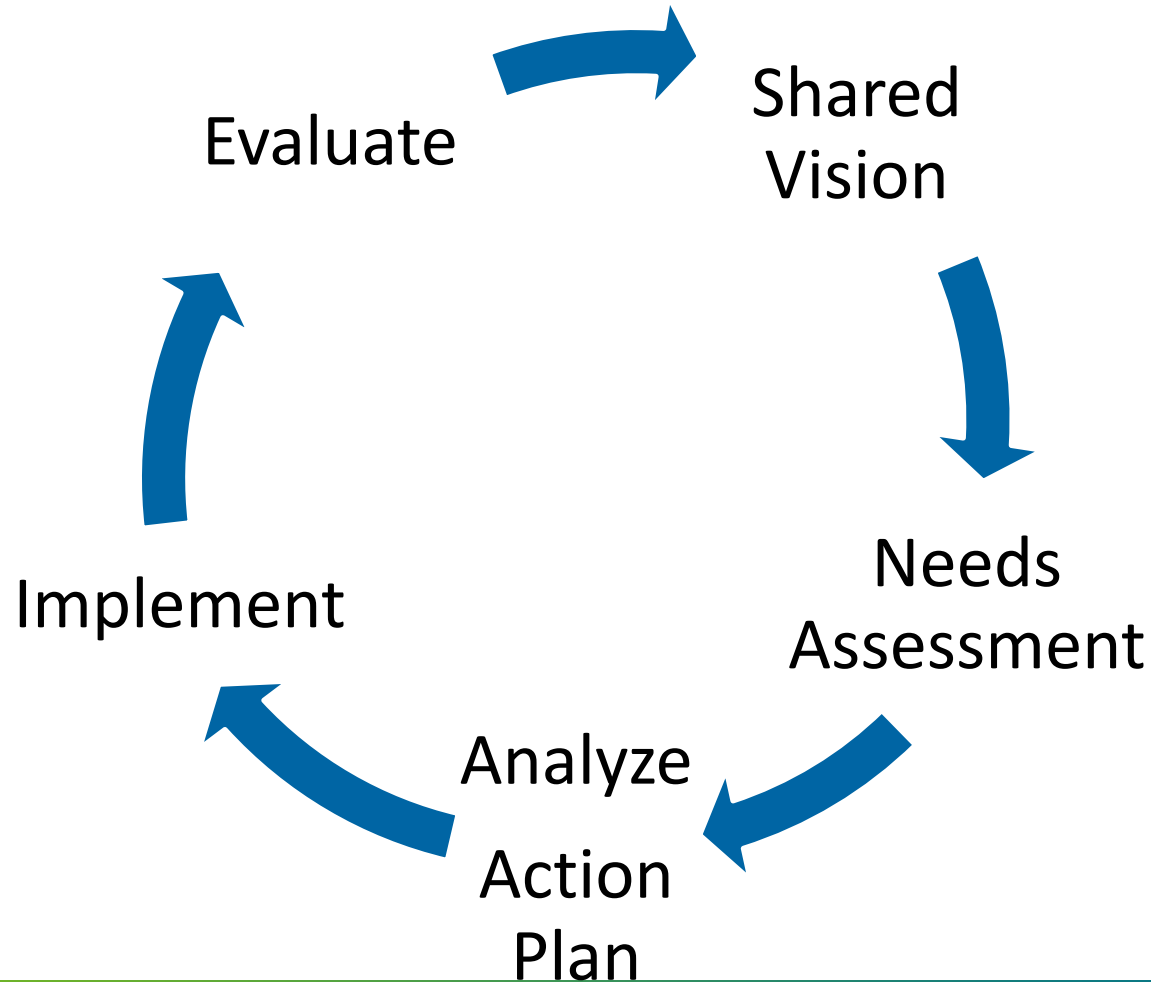 Shared
Vision
Needs
Assessment
Analyze
Action
Plan
Implement
Evaluate